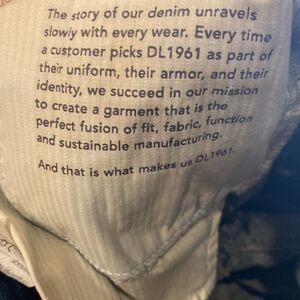 The story of our denim unravels
slowly with every wear. Every time
a customer picks DL1961 as part of
their uniform, their armor, and their
identity, we succeed in our mission
to create a garment that is the
perfect fusion of fit, fabric, function
and sustainable manufacturing.
And that is what makes us DL1961.